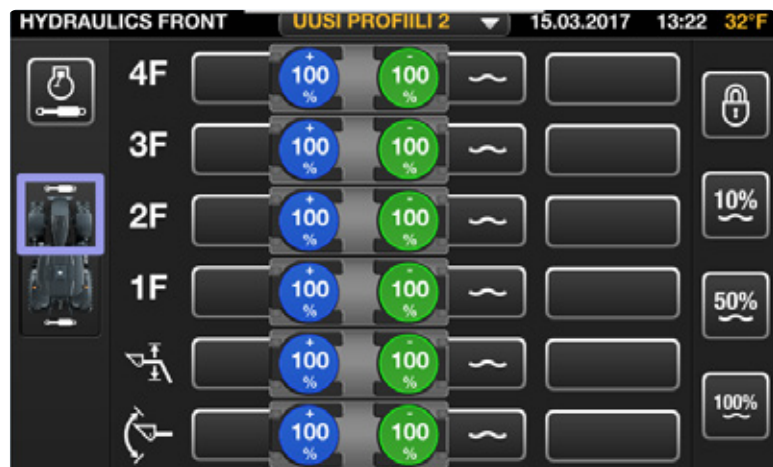 HYDRAULICS FRONT UUSI PROFIILI 2 15.03.2017 13:22 32°F
4F + 100 % - 100 %
3F + 100 % - 100 %
10%
2F + 100 % - 100 %
1F + 100 % - 100 %
50%
+ 100 % - 100 %
100%
+ 100 % - 100 %